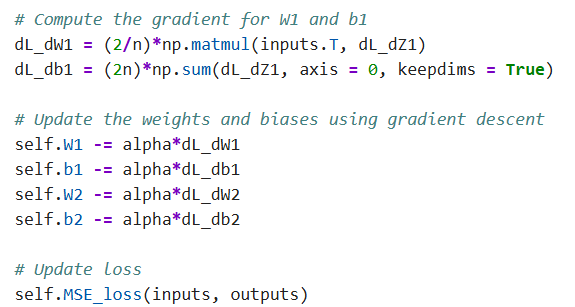 # Compute the gradient for W1 and b1
dL_dW1 = (2/n)*np.matmul(inputs.T, dL_dZ1)
dL_db1 = (2n)*np.sum(dL_dZ1, axis = 0, keepdims = True)
# Update the weights and biases using gradient descent
self.W1 -= alpha*dL_dW1
self.b1 -= alpha*dL_db1
self.W2 -= alpha*dL_dW2
self.b2 -= alpha*dL_db2
# Update loss
self.MSE_loss(inputs, outputs)